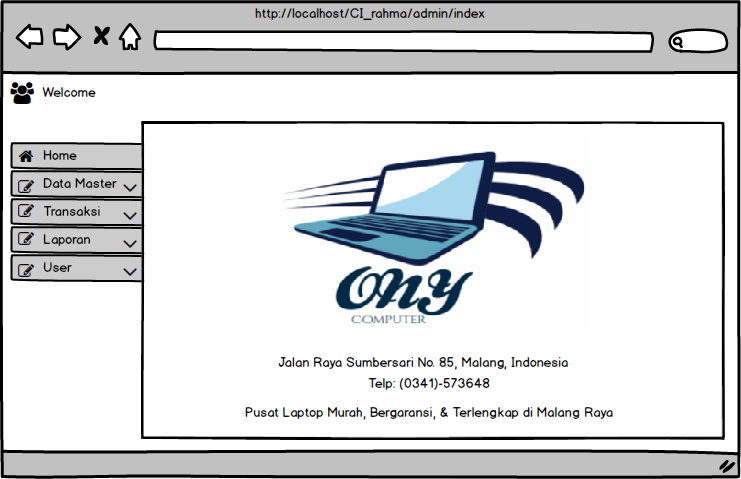 http://localhost/CI_rahma/admin/index
Welcome
Home
Data Master
Transaksi
Laporan
User
ONY
COMPUTER
Jalan Raya Sumbersari No. 85, Malang, Indonesia
Telp: (0341)-573648
Pusat Laptop Murah, Bergaransi, & Terlengkap di Malang Raya